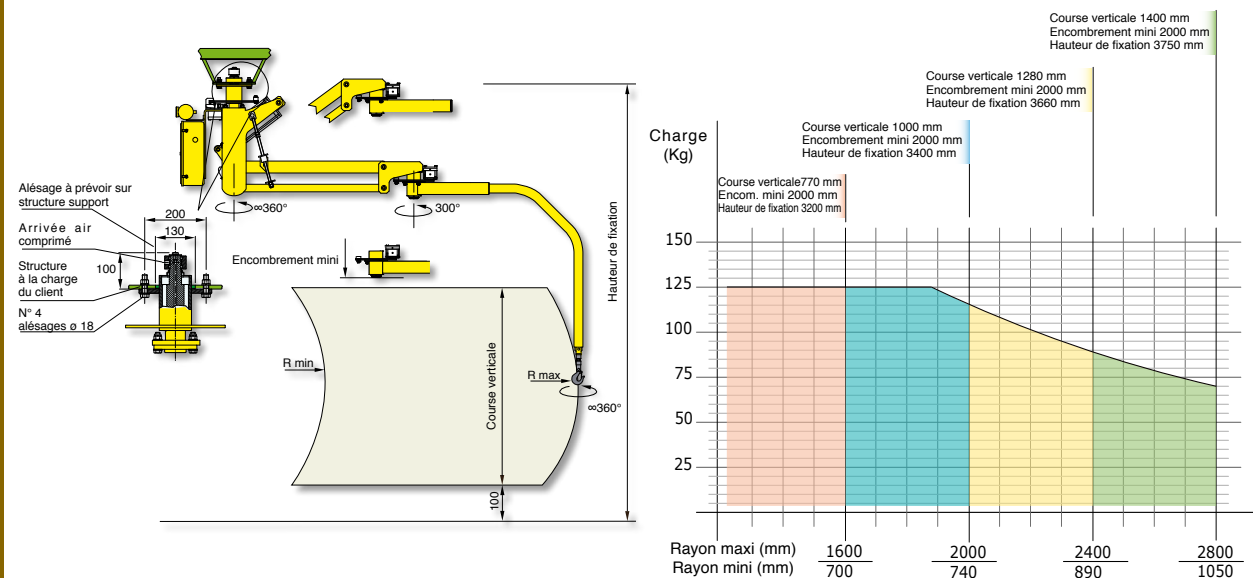 Course verticale 1400 mm
Encombrement mini 2000 mm
Hauteur de fixation 3750 mm
Course verticale 1280 mm
Encombrement mini 2000 mm
Hauteur de fixation 3660 mm
Course verticale 1000 mm
Encombrement mini 2000 mm
Hauteur de fixation 3400 mm
Course verticale770 mm
Encom. mini 2000 mm
Hauteur de fixation 3200 mm
Charge
(Kg)
150
125
100
75
50
25
Rayon maxi (mm) 1600 2000 2400 2800
Rayon mini (mm) 700 740 890 1050
Alésage à prévoir sur
structure support
Arrivée air
comprimé
Structure
à la charge
du client
N° 4
alésages ø 18
200
130
100
∞360°
300°
Encombrement mini
Hauteur de fixation
R min
Course verticale
R max
∞360°
100